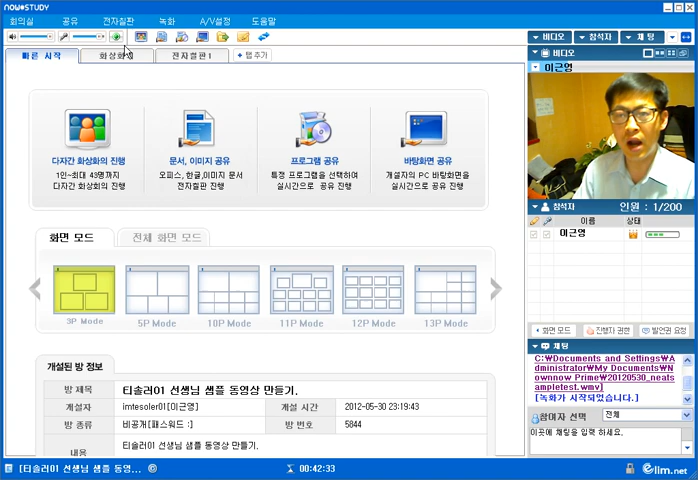 NOW★STUDY
회의실 공유 전자칠판 녹화 A/V설정 도움말
비디오 참석자 채팅
빠른 시작 화상회의 전자칠판1 + 탭추가
비디오
이근영
다자간 화상회의 진행
1인~최대 43명까지
다자간 화상회의 진행
문서, 이미지 공유
오피스, 한글,이미지 문서
전자칠판 진행
프로그램 공유
특정 프로그램을 선택하여
실시간으로 공유 진행
바탕화면 공유
개설자의 PC 바탕화면을
실시간으로 공유 진행
참석자 인원 : 1/200
이름 상태
이근영
화면 모드 전체 화면 모드
3P Mode 5P Mode 10P Mode 11P Mode 12P Mode 13P Mode
화면 모드 진행자 권한 발언권 요청
채팅
C:\Documents and Settings\A
dministrator\My Documents\N
ownnow Prime\20120530_neats
ampletest.wmv]
[녹화가 시작되었습니다.]
참여자 선택 전체
이곳에 채팅을 입력 하세요.
개설된 방 정보
방 제목 티솔러01 선생님 샘플 동영상 만들기.
개설자 imtesoler01[이근영] 개설 시간 2012-05-30 23:19:43
방 종류 비공개[패스워드 :] 방 번호 5844
내용 티솔러01 선생님 샘플 동영상 만들기.
[티솔러01 선생님 샘플 동영... 00:42:33 elim.net